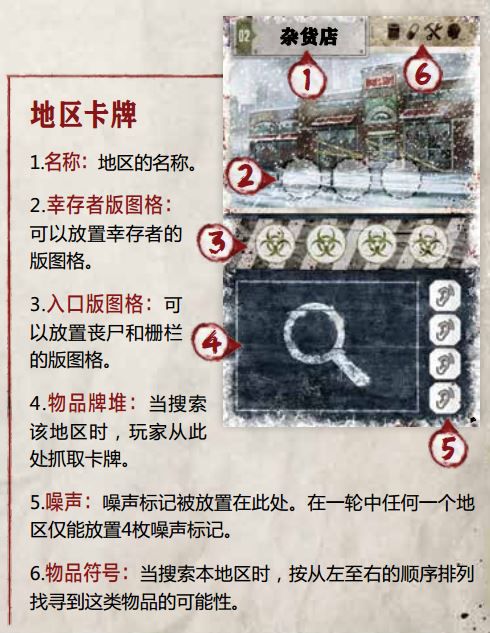 02
杂货店
1
6
2
3
4
5
地区卡牌
1.名称：地区的名称。
2.幸存者版图格：
可以放置幸存者的
版图格。
3.入口版图格：可
以放置丧尸和栅栏
的版图格。
4.物品牌堆：当搜索
该地区时，玩家从此
处抓取卡牌。
5.噪声：噪声标记被放置在此处。在一轮中任何一个地
区仅能放置4枚噪声标记。
6.物品符号：当搜索本地区时，按从左至右的顺序排列
找寻到这类物品的可能性。